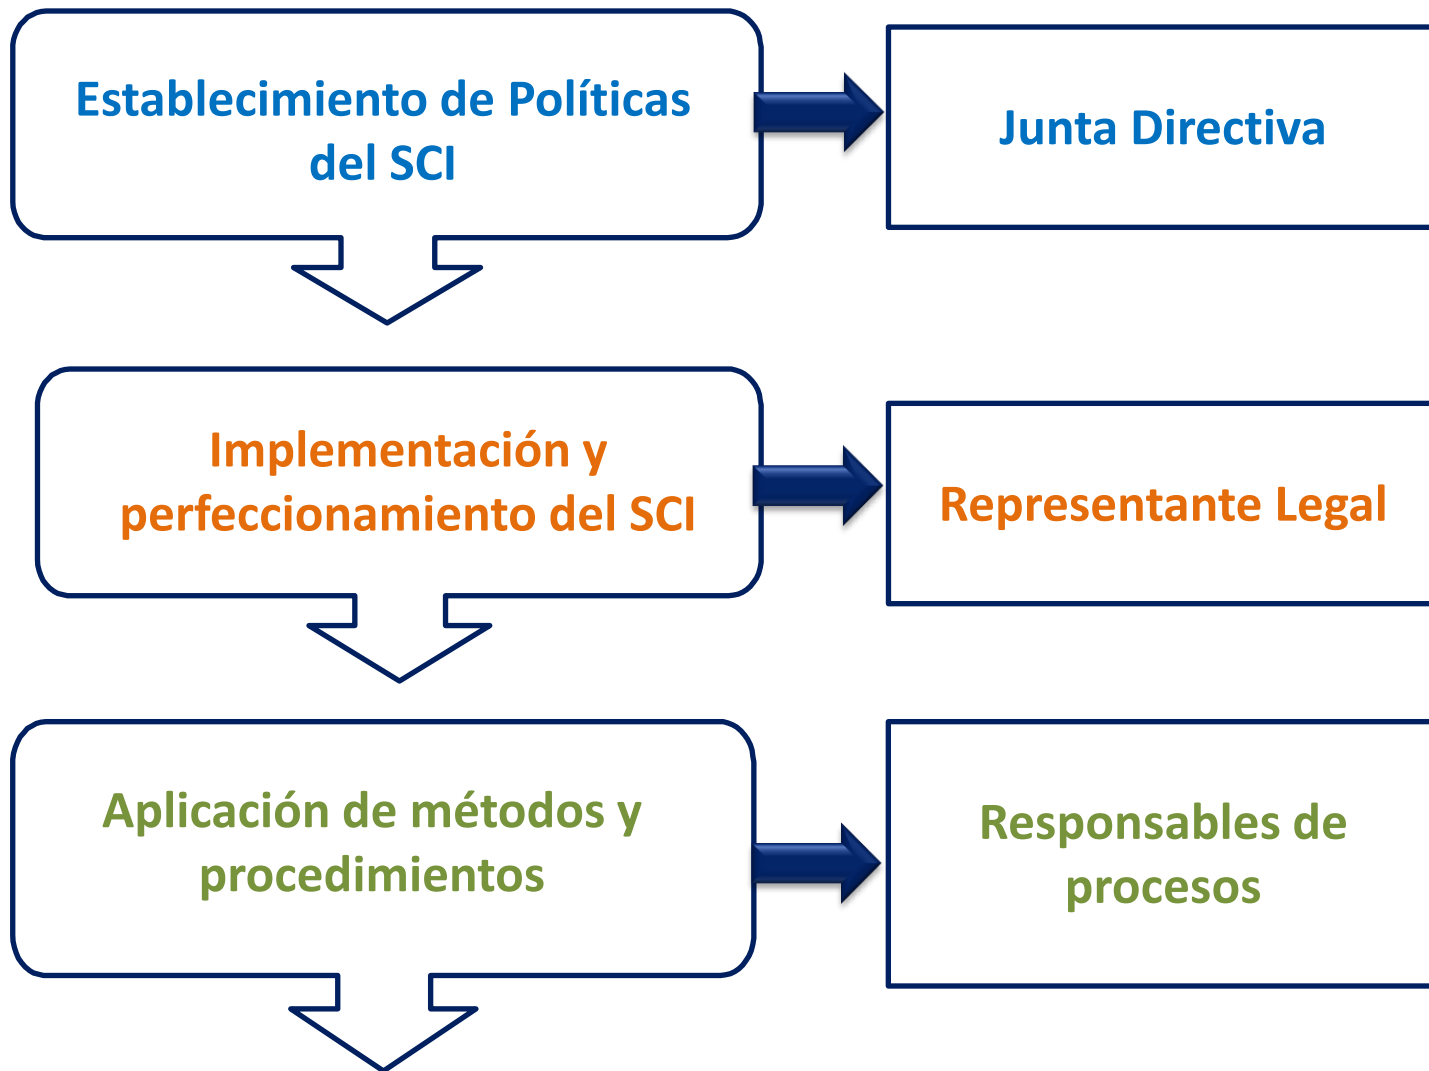 Establecimiento de Políticas
del SCI
Junta Directiva
Implementación y
perfeccionamiento del SCI
Representante Legal
Aplicación de métodos y
procedimientos
Responsables de
procesos